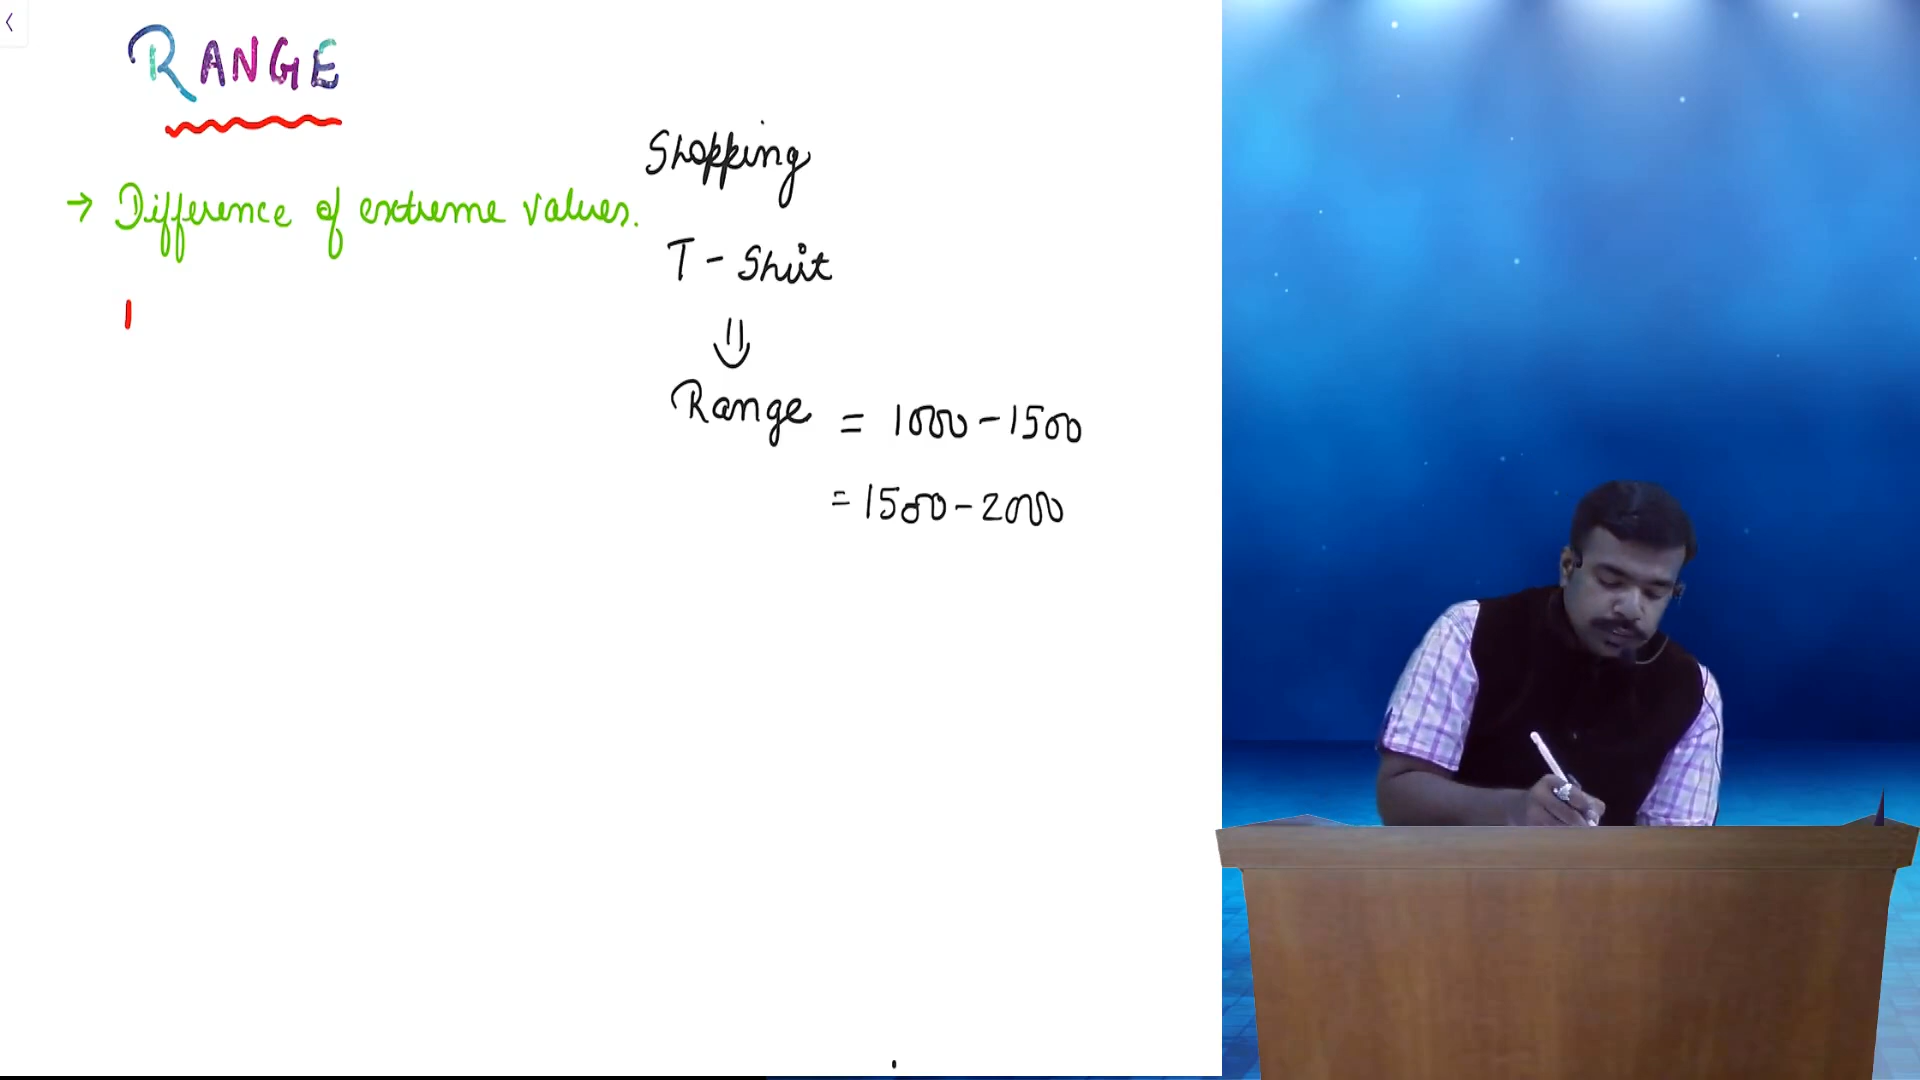 RANGE
→ Difference of extreme values.
Shopping
T - Shirt
Range = 1000 - 1500
= 1500 - 2000